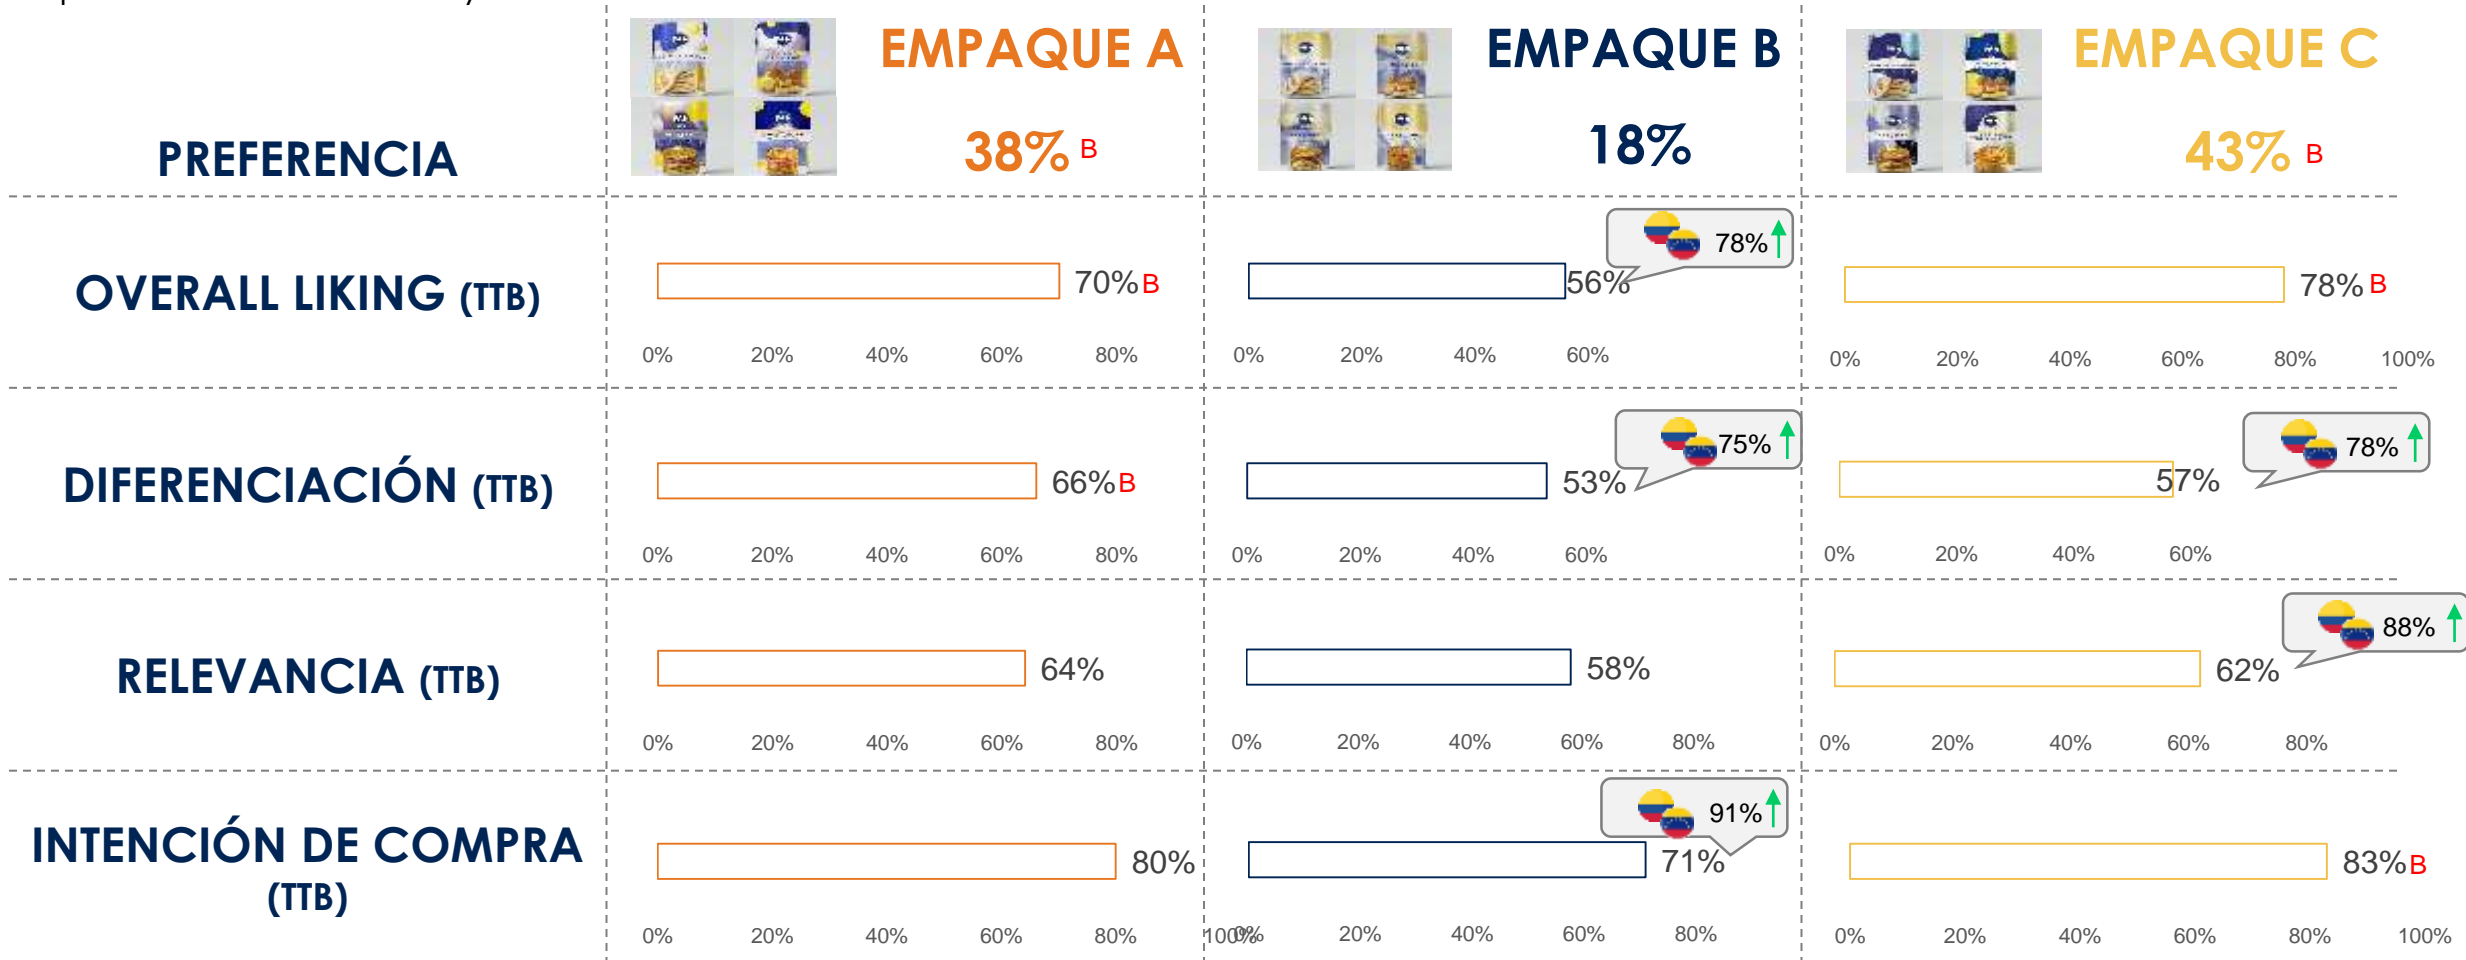 EMPAQUE A
EMPAQUE B
EMPAQUE C
PREFERENCIA
38% B
18%
43% B
OVERALL LIKING (TTB)
70% B
56%
78%
78% B
0% 20% 40% 60% 80%
0% 20% 40% 60%
0% 20% 40% 60% 80% 100%
DIFERENCIACIÓN (TTB)
66% B
53%
75%
57%
78%
0% 20% 40% 60% 80%
0% 20% 40% 60%
0% 20% 40% 60%
RELEVANCIA (TTB)
64%
58%
62%
88%
0% 20% 40% 60% 80%
0% 20% 40% 60% 80%
0% 20% 40% 60% 80%
INTENCIÓN DE COMPRA
(TTB)
80%
71%
91%
83% B
0% 20% 40% 60% 80% 100%
0% 20% 40% 60% 80%
0% 20% 40% 60% 80% 100%